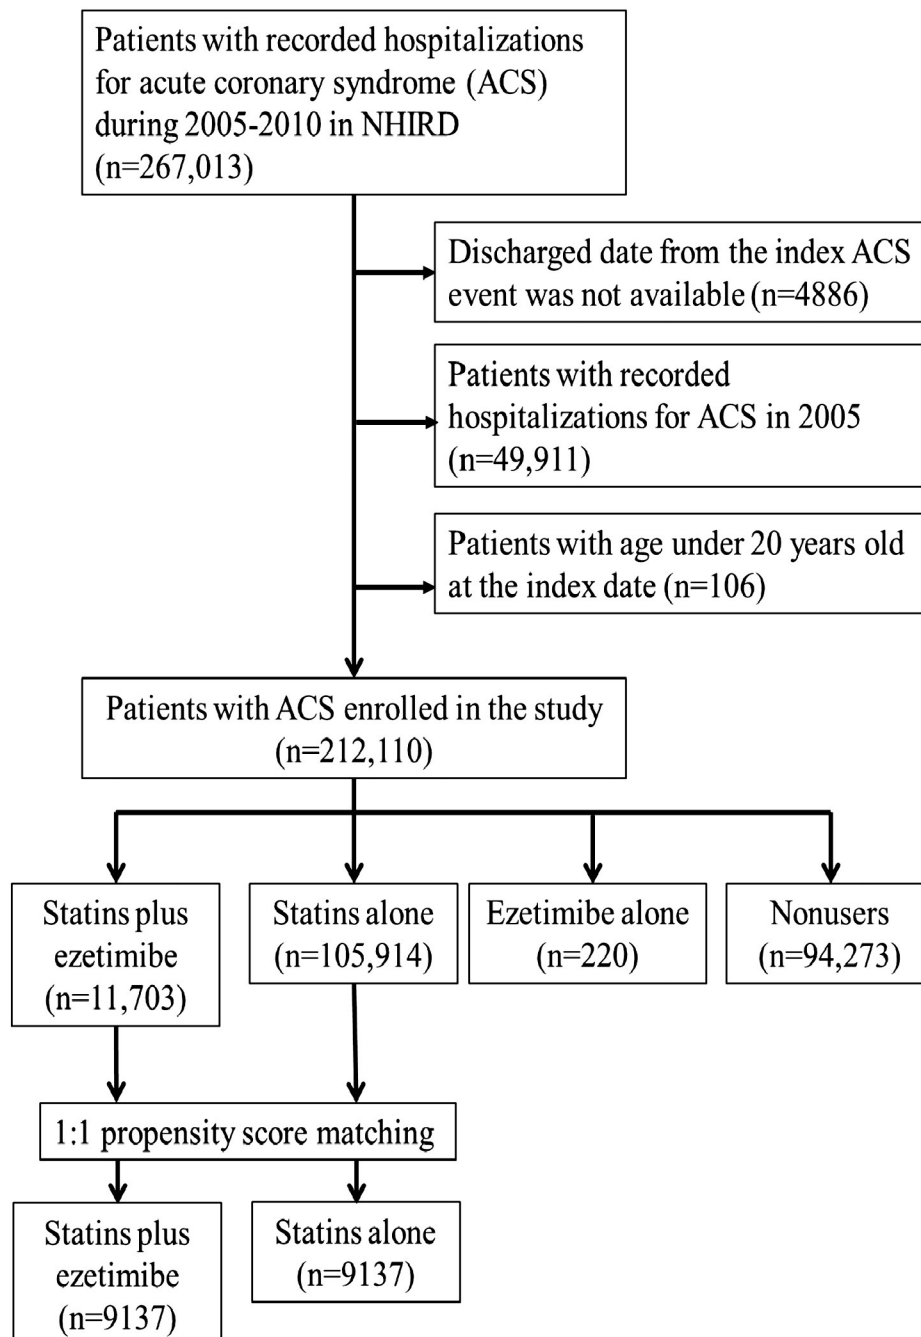 Patients with recorded hospitalizations
for acute coronary syndrome (ACS)
during 2005-2010 in NHIRD
(n=267,013)
Discharged date from the index ACS
event was not available (n=4886)
Patients with recorded
hospitalizations for ACS in 2005
(n=49,911)
Patients with age under 20 years old
at the index date (n=106)
Patients with ACS enrolled in the study
(n=212,110)
Statins plus
ezetimibe
(n=11,703)
Statins alone
(n=105,914)
Ezetimibe alone
(n=220)
Nonusers
(n=94,273)
1:1 propensity score matching
Statins plus
ezetimibe
(n=9137)
Statins alone
(n=9137)